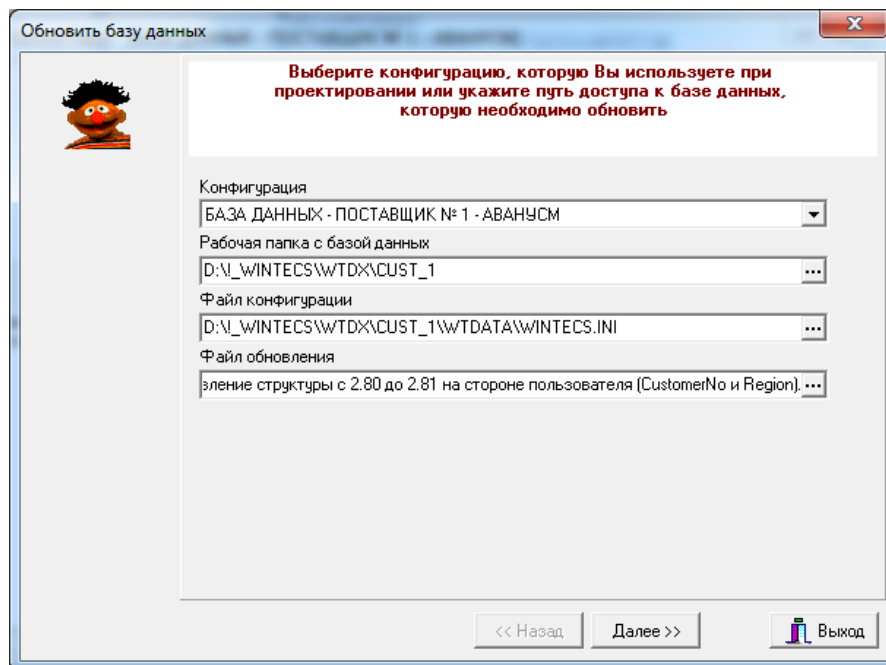 Обновить базу данных
Выберите конфигурацию, которую Вы используете при
проектировании или укажите путь доступа к базе данных,
которую необходимо обновить
Конфигурация
БАЗА ДАННЫХ - ПОСТАВЩИК № 1 - АВАНУСМ
Рабочая папка с базой данных
D:\!_WINTECS\WTDX\CUST_1
...
Файл конфигурации
D:\!_WINTECS\WTDX\CUST_1\WTDATA\WINTECS.INI
...
Файл обновления
вление структуры с 2.80 до 2.81 на стороне пользователя (CustomerNo и Region).
...
<< Назад
Далее >>
Выход